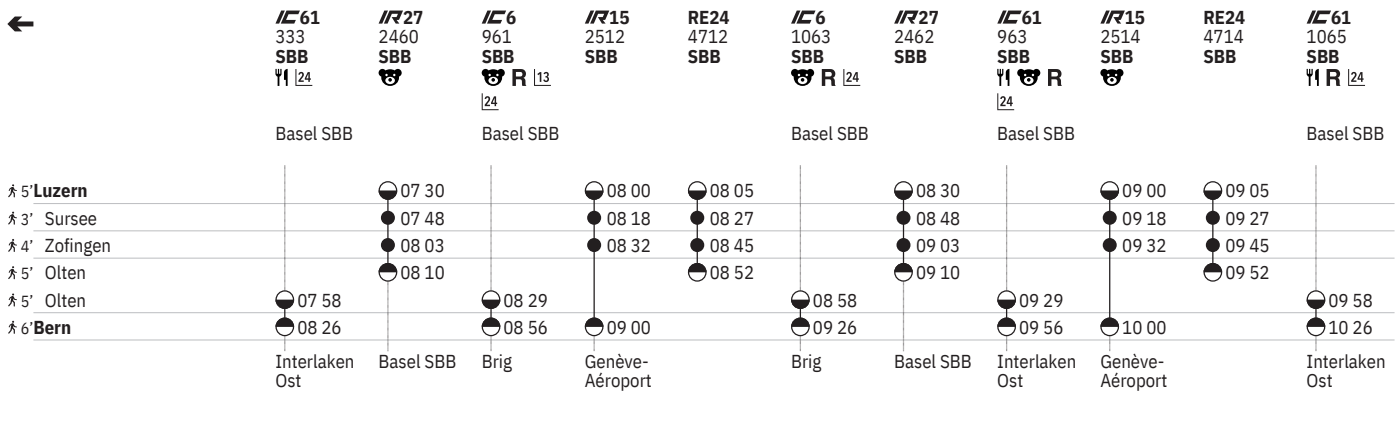 IC61 IR27 IC6 IR15 RE24 IC6 IR27 IC61 IR15 RE24 IC61
333 2460 961 2512 4712 1063 2462 963 2514 4714 1065
SBB SBB SBB SBB SBB SBB SBB SBB SBB SBB SBB
24 R 13 R 24 R R 24
24 24
Basel SBB Basel SBB Basel SBB Basel SBB Basel SBB
5’ Luzern 07 30 08 00 08 05 08 30 09 00 09 05
3’ Sursee 07 48 08 18 08 27 08 48 09 18 09 27
4’ Zofingen 08 03 08 32 08 45 09 03 09 32 09 45
5’ Olten 08 10 08 52 09 10 09 52
5’ Olten 07 58 08 29 08 58 09 29 09 58
6’ Bern 08 26 08 56 09 00 09 26 09 56 10 00 10 26
Interlaken Basel SBB Brig Genève- Brig Basel SBB Interlaken Genève- Interlaken
Ost Aéroport Ost Aéroport Ost